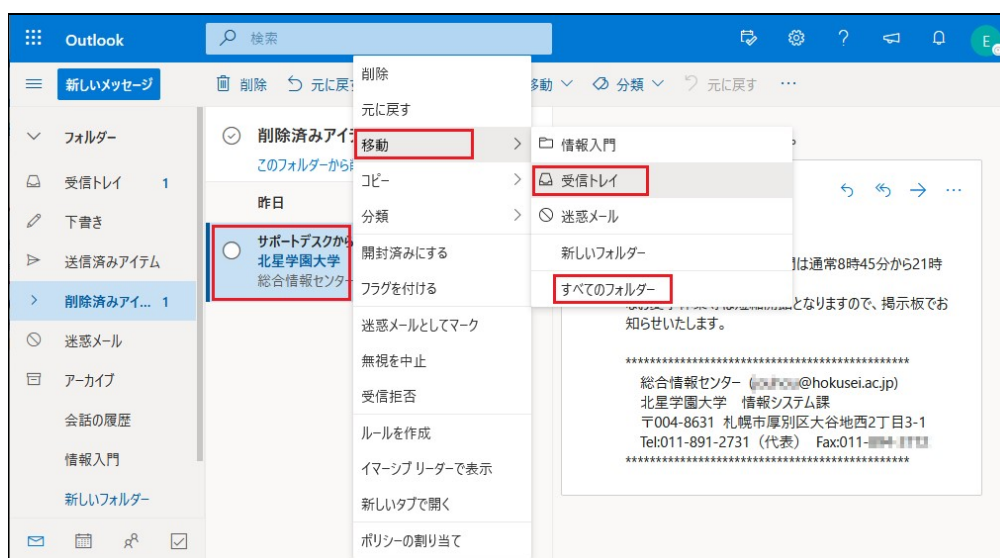 Outlook
検索
E
新しいメッセージ
削除
元に戻
移動
分類
元に戻す
...
フォルダー
受信トレイ 1
下書き
送信済みアイテム
削除済みアイ... 1
迷惑メール
アーカイブ
会話の履歴
情報入門
新しいフォルダー
削除済みアイ
このフォルダーから
昨日
サポートデスクから
北星学園大学
総合情報センター
削除
元に戻す
移動
コピー
分類
開封済みにする
フラグを付ける
迷惑メールとしてマーク
無視を中止
受信拒否
ルールを作成
イマーシブ リーダーで表示
新しいタブで開く
ポリシーの割り当て
情報入門
受信トレイ
迷惑メール
新しいフォルダー
すべてのフォルダー
は通常8時45分から21時
となりますので、掲示板でお
知らせいたします。
***********************************************
総合情報センター (@hokusei.ac.jp)
北星学園大学 情報システム課
〒004-8631 札幌市厚別区大谷地西2丁目3-1
Tel:011-891-2731（代表） Fax:011-
***********************************************